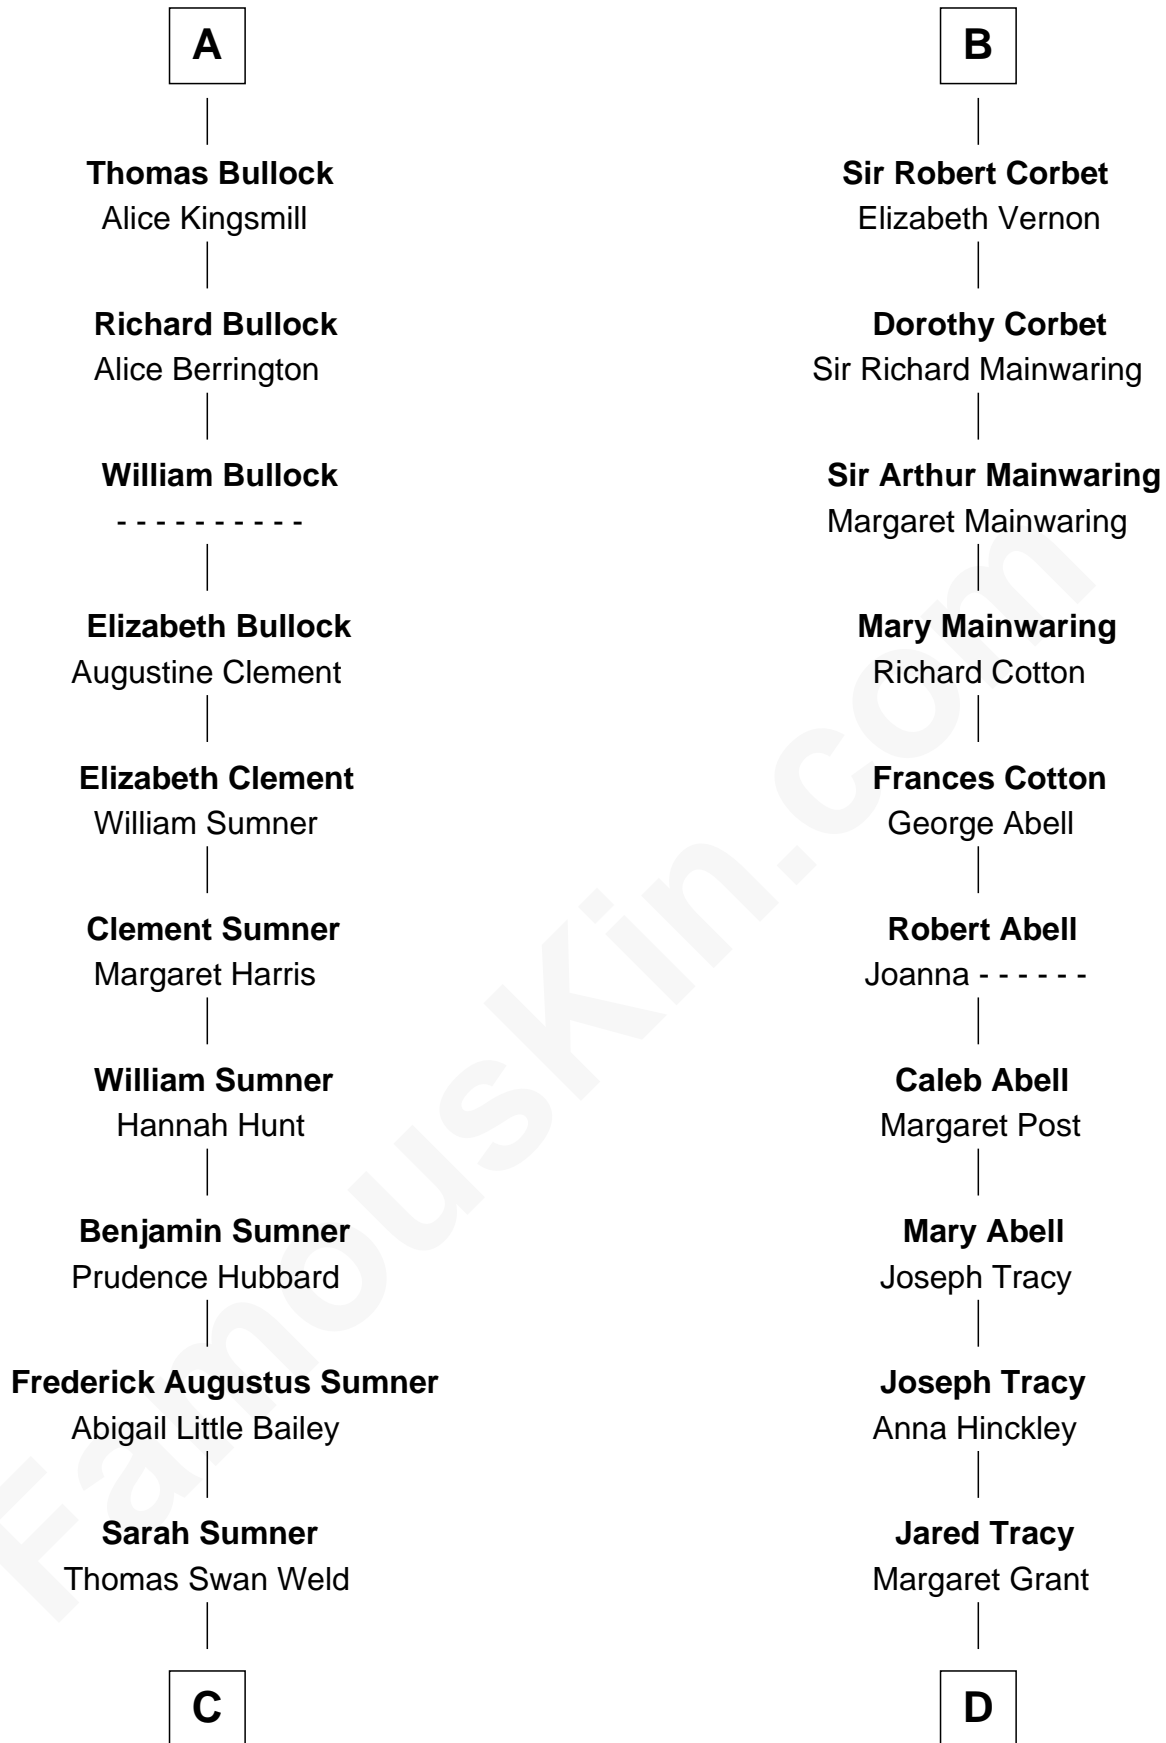 A
Thomas Bullock
Alice Kingsmill
Richard Bullock
Alice Berrington
William Bullock
- - - - - - - - - -
Elizabeth Bullock
Augustine Clement
Elizabeth Clement
William Sumner
Clement Sumner
Margaret Harris
William Sumner
Hannah Hunt
Benjamin Sumner
Prudence Hubbard
Frederick Augustus Sumner
Abigail Little Bailey
Sarah Sumner
Thomas Swan Weld
C
B
Sir Robert Corbet
Elizabeth Vernon
Dorothy Corbet
Sir Richard Mainwaring
Sir Arthur Mainwaring
Margaret Mainwaring
Mary Mainwaring
Richard Cotton
Frances Cotton
George Abell
Robert Abell
Joanna - - - - - -
Caleb Abell
Margaret Post
Mary Abell
Joseph Tracy
Joseph Tracy
Anna Hinckley
Jared Tracy
Margaret Grant
D
FamousKin.com